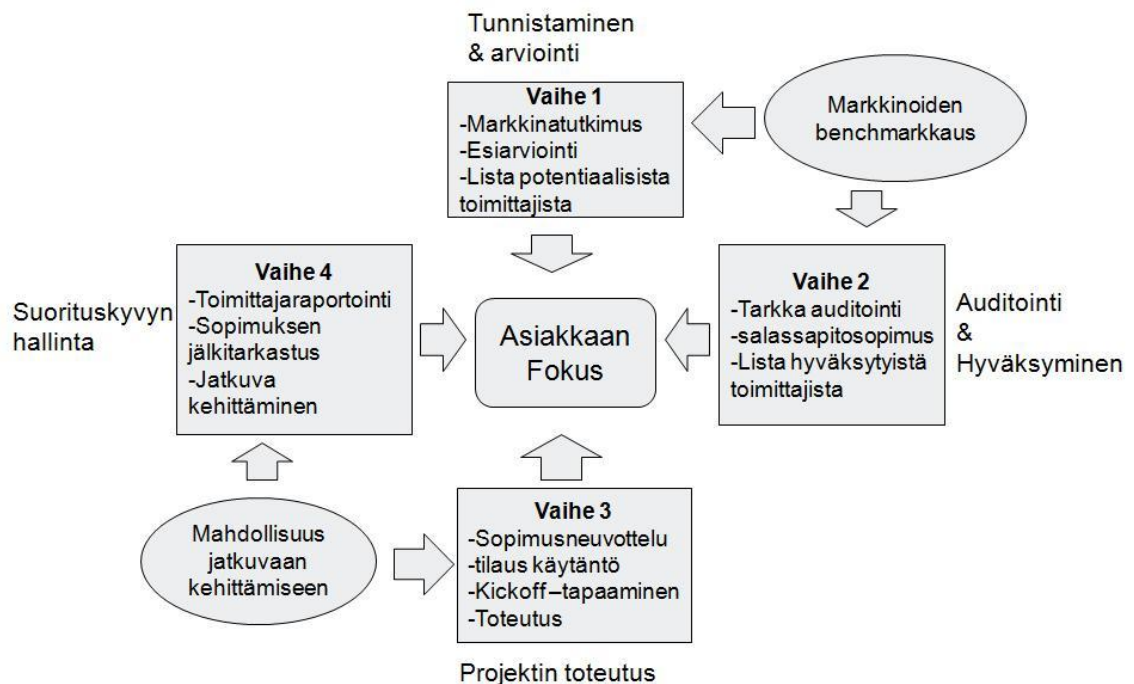 Tunnistaminen
& arviointi
Vaihe 1
-Markkinatutkimus
-Esiarviointi
-Lista potentiaalisista
toimittajista
Markkinoiden
benchmarkkaus
Suorituskyvyn
hallinta
Vaihe 4
-Toimittajaraportointi
-Sopimuksen
jälkitarkastus
-Jatkuva
kehittäminen
Asiakkaan
Fokus
Vaihe 2
-Tarkka auditointi
-salassapitosopimus
-Lista hyväksytyistä
toimittajista
Auditointi
&
Hyväksyminen
Mahdollisuus
jatkuvaan
kehittämiseen
Vaihe 3
-Sopimusneuvottelu
-tilaus käytäntö
-Kickoff –tapaaminen
-Toteutus
Projektin toteutus